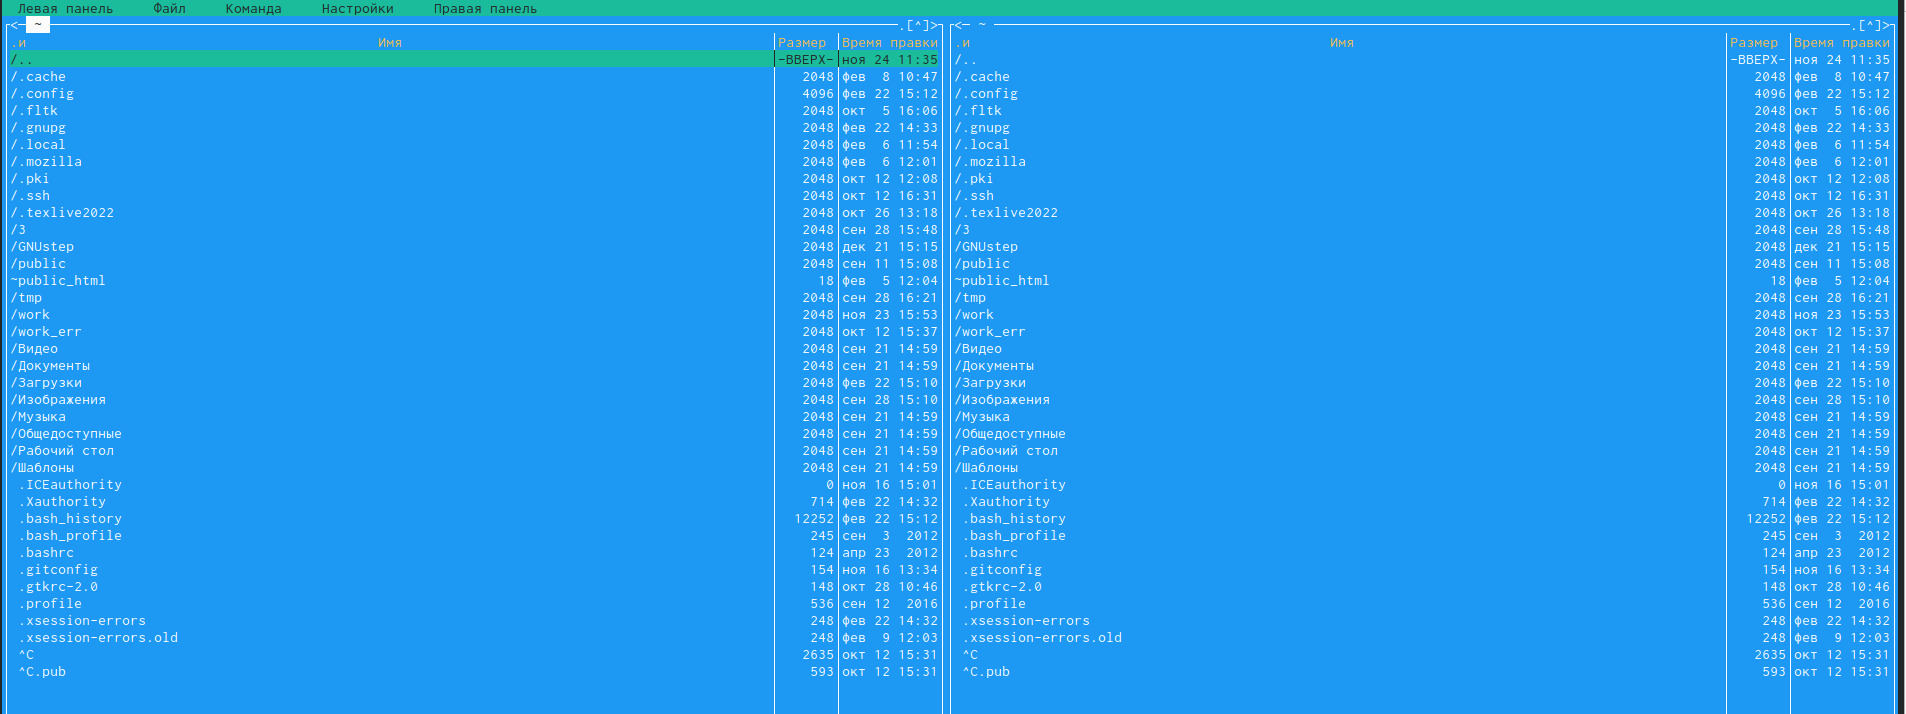 Левая панель Файл Команда Настройки Правая панель
<─ ~ .[^]> <─ ~ .[^]>
.и Имя Размер Время правки .и Имя Размер Время правки
/.. -ВВЕРХ- ноя 24 11:35 /.. -ВВЕРХ- ноя 24 11:35
/.cache 2048 фев 8 10:47 /.cache 2048 фев 8 10:47
/.config 4096 фев 22 15:12 /.config 4096 фев 22 15:12
/.fltk 2048 окт 5 16:06 /.fltk 2048 окт 5 16:06
/.gnupg 2048 фев 22 14:33 /.gnupg 2048 фев 22 14:33
/.local 2048 фев 6 11:54 /.local 2048 фев 6 11:54
/.mozilla 2048 фев 6 12:01 /.mozilla 2048 фев 6 12:01
/.pki 2048 окт 12 12:08 /.pki 2048 окт 12 12:08
/.ssh 2048 окт 12 16:31 /.ssh 2048 окт 12 16:31
/.texlive2022 2048 окт 26 13:18 /.texlive2022 2048 окт 26 13:18
/3 2048 сен 28 15:48 /3 2048 сен 28 15:48
/GNUstep 2048 дек 21 15:15 /GNUstep 2048 дек 21 15:15
/public 2048 сен 11 15:08 /public 2048 сен 11 15:08
~public_html 18 фев 5 12:04 ~public_html 18 фев 5 12:04
/tmp 2048 сен 28 16:21 /tmp 2048 сен 28 16:21
/work 2048 ноя 23 15:53 /work 2048 ноя 23 15:53
/work_err 2048 окт 12 15:37 /work_err 2048 окт 12 15:37
/Видео 2048 сен 21 14:59 /Видео 2048 сен 21 14:59
/Документы 2048 сен 21 14:59 /Документы 2048 сен 21 14:59
/Загрузки 2048 фев 22 15:10 /Загрузки 2048 фев 22 15:10
/Изображения 2048 сен 28 15:10 /Изображения 2048 сен 28 15:10
/Музыка 2048 сен 21 14:59 /Музыка 2048 сен 21 14:59
/Общедоступные 2048 сен 21 14:59 /Общедоступные 2048 сен 21 14:59
/Рабочий стол 2048 сен 21 14:59 /Рабочий стол 2048 сен 21 14:59
/Шаблоны 2048 сен 21 14:59 /Шаблоны 2048 сен 21 14:59
.ICEauthority 0 ноя 16 15:01 .ICEauthority 0 ноя 16 15:01
.Xauthority 714 фев 22 14:32 .Xauthority 714 фев 22 14:32
.bash_history 12252 фев 22 15:12 .bash_history 12252 фев 22 15:12
.bash_profile 245 сен 3 2012 .bash_profile 245 сен 3 2012
.bashrc 124 апр 23 2012 .bashrc 124 апр 23 2012
.gitconfig 154 ноя 16 13:34 .gitconfig 154 ноя 16 13:34
.gtkrc-2.0 148 окт 28 10:46 .gtkrc-2.0 148 окт 28 10:46
.profile 536 сен 12 2016 .profile 536 сен 12 2016
.xsession-errors 248 фев 22 14:32 .xsession-errors 248 фев 22 14:32
.xsession-errors.old 248 фев 9 12:03 .xsession-errors.old 248 фев 9 12:03
^C 2635 окт 12 15:31 ^C 2635 окт 12 15:31
^C.pub 593 окт 12 15:31 ^C.pub 593 окт 12 15:31